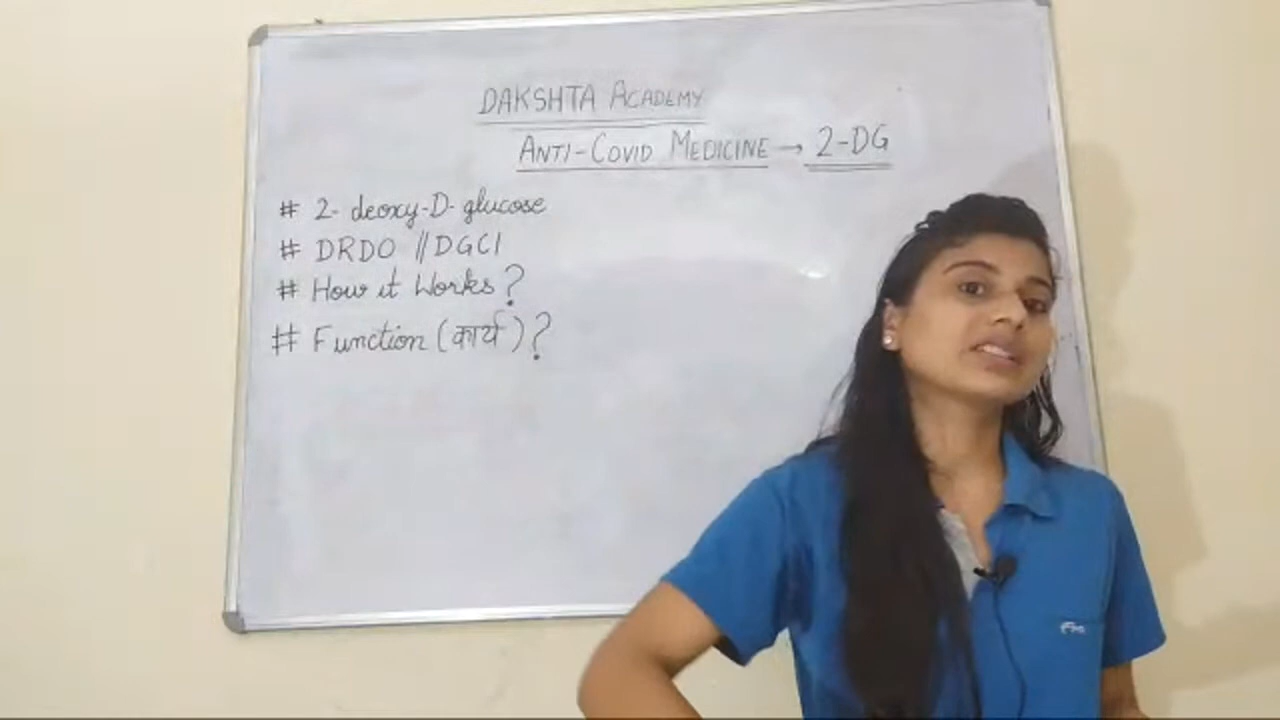 DAKSHTA ACADEMY
ANTI-COVID MEDICINE → 2-DG
# 2-deoxy-D-glucose
# DRDO // DGCI
# How it Works?
# Function (कार्य)?